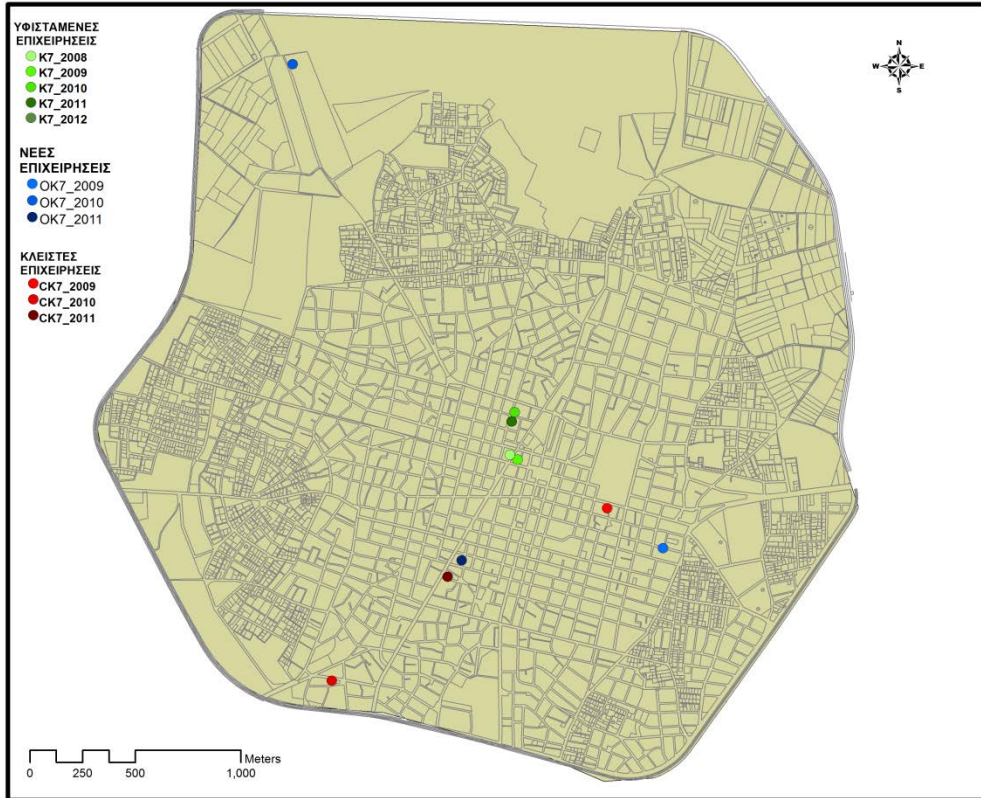 ΥΦΙΣΤΑΜΕΝΕΣ
ΕΠΙΧΕΙΡΗΣΕΙΣ
K7_2008
K7_2009
K7_2010
K7_2011
K7_2012
ΝΕΕΣ
ΕΠΙΧΕΙΡΗΣΕΙΣ
OK7_2009
OK7_2010
OK7_2011
ΚΛΕΙΣΤΕΣ
ΕΠΙΧΕΙΡΗΣΕΙΣ
CK7_2009
CK7_2010
CK7_2011
N
W E
S
Meters
0 250 500 1,000